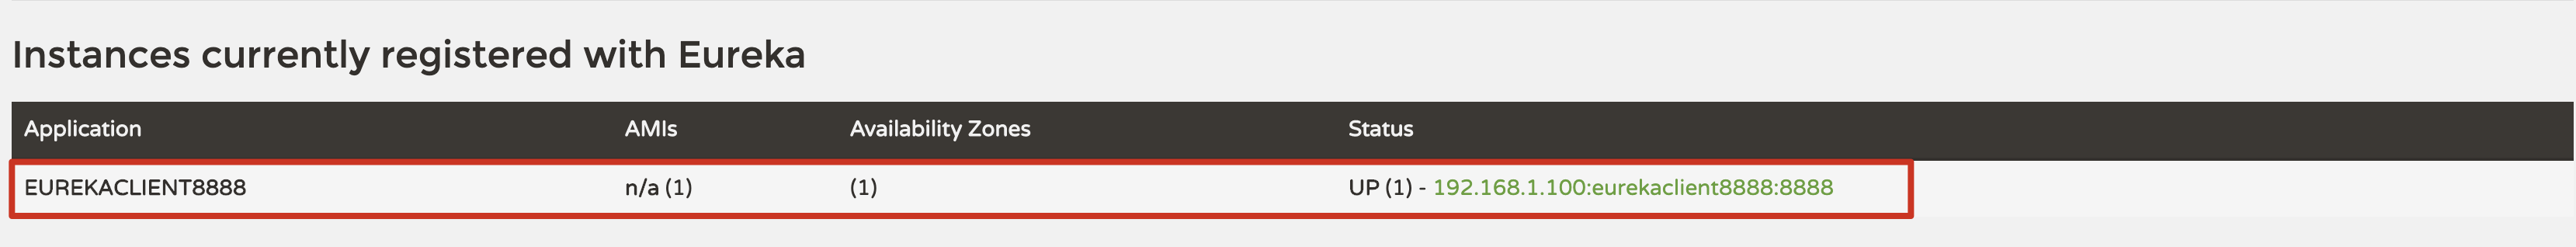 Instances currently registered with Eureka
Application AMIs Availability Zones Status
EUREKACLIENT8888 n/a (1) (1) UP (1) - 192.168.1.100:eurekaclient8888:8888